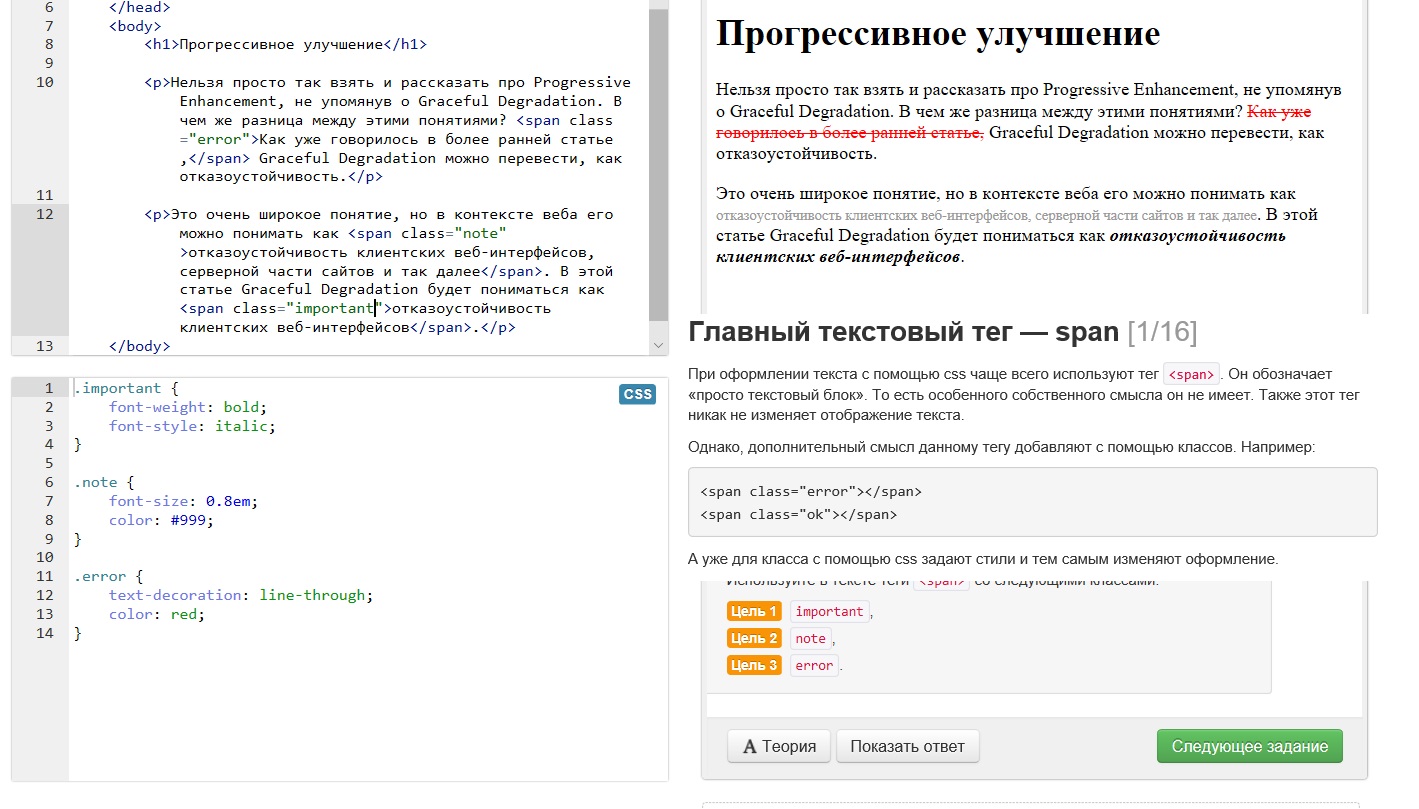 6 </head>
7 <body>
8 <h1>Прогрессивное улучшение</h1>
9
10 <p>Нельзя просто так взять и рассказать про Progressive
Enhancement, не упомянув о Graceful Degradation. В
чем же разница между этими понятиями? <span class
="error">Как уже говорилось в более ранней статье
,</span> Graceful Degradation можно перевести, как
отказоустойчивость.</p>
11
12 <p>Это очень широкое понятие, но в контексте веба его
можно понимать как <span class="note"
>отказоустойчивость клиентских веб-интерфейсов,
серверной части сайтов и так далее</span>. В этой
статье Graceful Degradation будет пониматься как
<span class="important">отказоустойчивость
клиентских веб-интерфейсов</span>.</p>
13 </body>
CSS
1 .important {
2 font-weight: bold;
3 font-style: italic;
4 }
5
6 .note {
7 font-size: 0.8em;
8 color: #999;
9 }
10
11 .error {
12 text-decoration: line-through;
13 color: red;
14 }
Прогрессивное улучшение
Нельзя просто так взять и рассказать про Progressive Enhancement, не упомянув
о Graceful Degradation. В чем же разница между этими понятиями? Как уже
говорилось в более ранней статье, Graceful Degradation можно перевести, как
отказоустойчивость.
Это очень широкое понятие, но в контексте веба его можно понимать как
отказоустойчивость клиентских веб-интерфейсов, серверной части сайтов и так далее. В этой
статье Graceful Degradation будет пониматься как отказоустойчивость
клиентских веб-интерфейсов.
Главный текстовый тег — span [1/16]
При оформлении текста с помощью css чаще всего используют тег <span>. Он обозначает
«просто текстовый блок». То есть особенного собственного смысла он не имеет. Также этот тег
никак не изменяет отображение текста.
Однако, дополнительный смысл данному тегу добавляют с помощью классов. Например:
<span class="error"></span>
<span class="ok"></span>
А уже для класса с помощью css задают стили и тем самым изменяют оформление.
Используйте в тексте теги <span> со следующими классами:
Цель 1 important,
Цель 2 note,
Цель 3 error.
A Теория
Показать ответ
Следующее задание